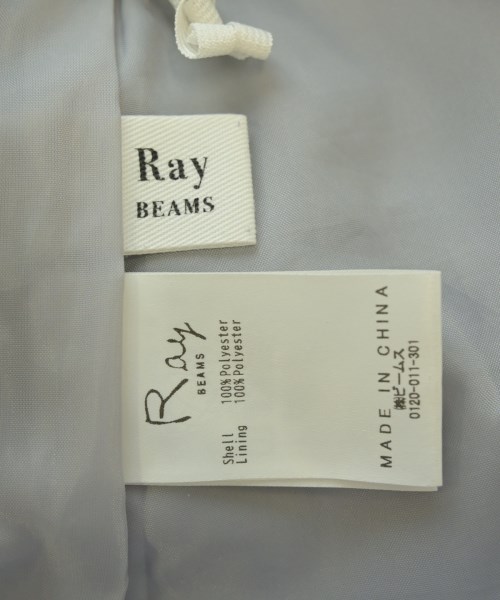 Ray
BEAMS
Ray
BEAMS
Shell 100%Polyester
Lining 100%Polyester
MADE IN CHINA
㈱ビームス
0120-011-301